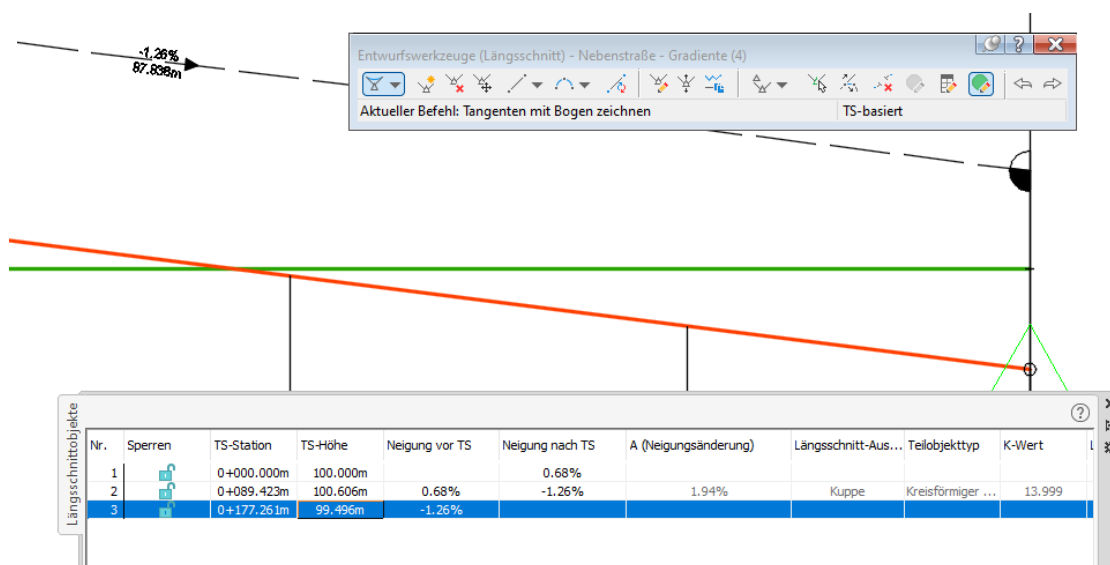 -1,26%
87.838m
Entwurfswerkzeuge (Längsschnitt) - Nebenstraße - Gradiente (4)
Aktueller Befehl: Tangenten mit Bogen zeichnen TS-basiert
Längsschnittobjekte
Nr. Sperren TS-Station TS-Höhe Neigung vor TS Neigung nach TS A (Neigungsänderung) Längsschnitt-Aus... Teilobjekttyp K-Wert L
1 0+000.000m 100.000m 0.68%
2 0+089.423m 100.606m 0.68% -1.26% 1.94% Kuppe Kreisförmiger ... 13.999
3 0+177.261m 99.496m -1.26%